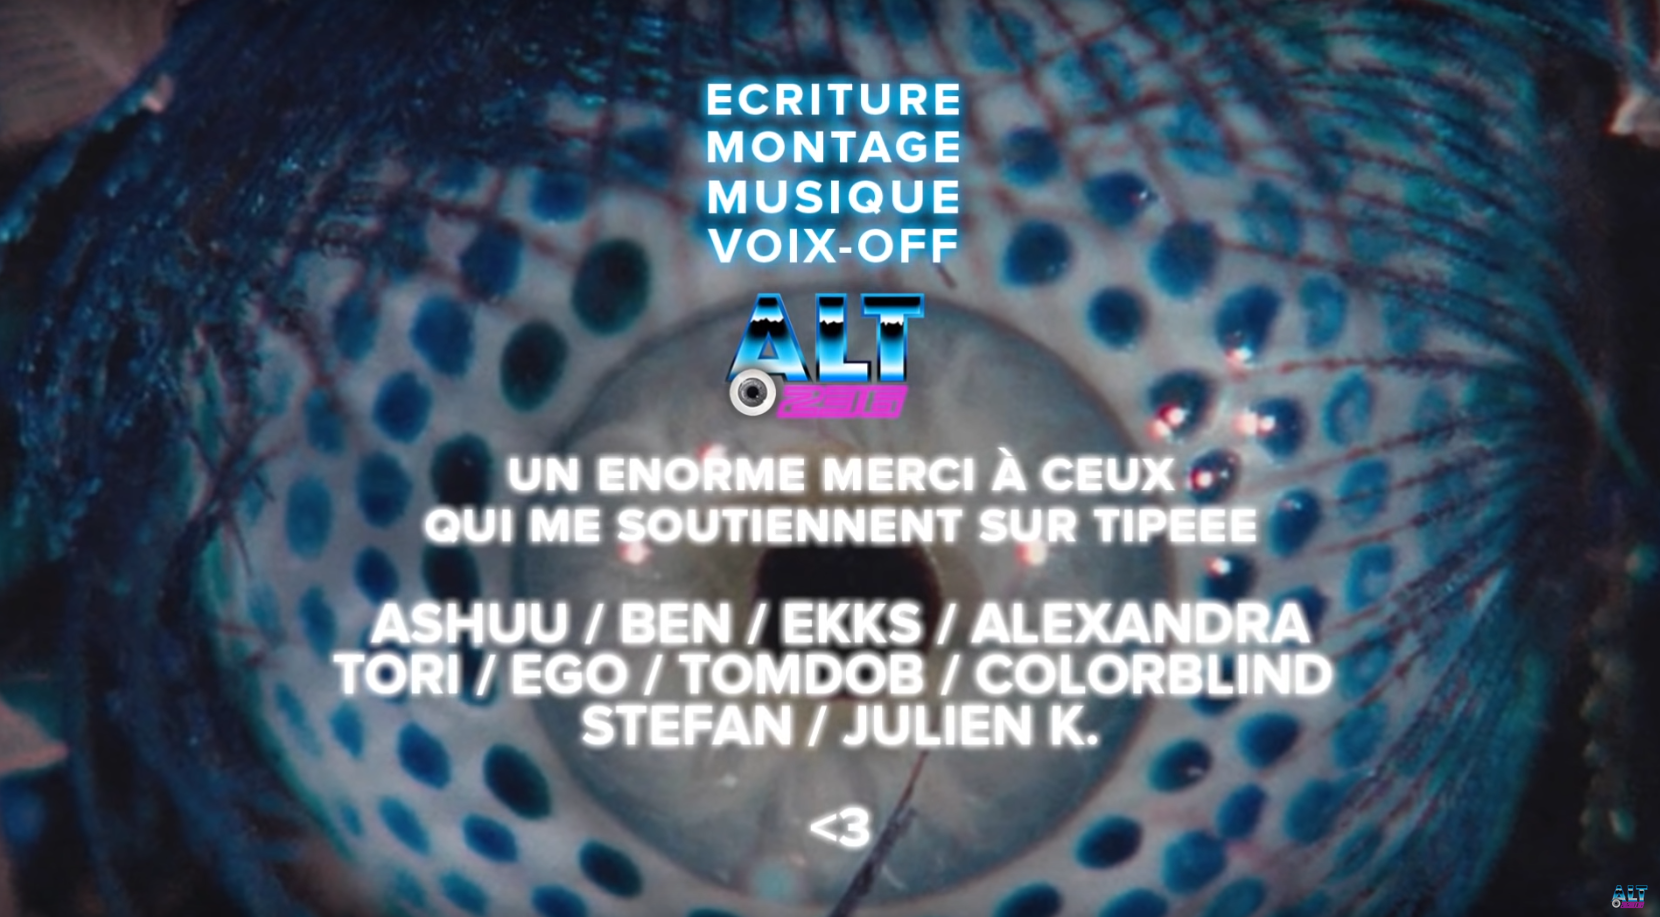 ECRITURE
MONTAGE
MUSIQUE
VOIX-OFF
ALT
UN ENORME MERCI À CEUX
QUI ME SOUTIENNENT SUR TIPEEE
ASHUU / BEN / EKKS / ALEXANDRA
TORI / EGO / TOMDOB / COLORBLIND
STEFAN / JULIEN K.
<3
ALT